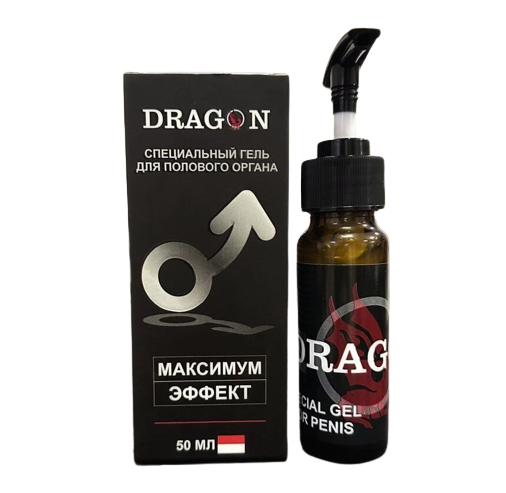 DRAGON
СПЕЦИАЛЬНЫЙ ГЕЛЬ
ДЛЯ ПОЛОВОГО ОРГАНА
МАКСИМУМ
ЭФФЕКТ
50 МЛ
DRAG
CIAL GEL
R PENIS